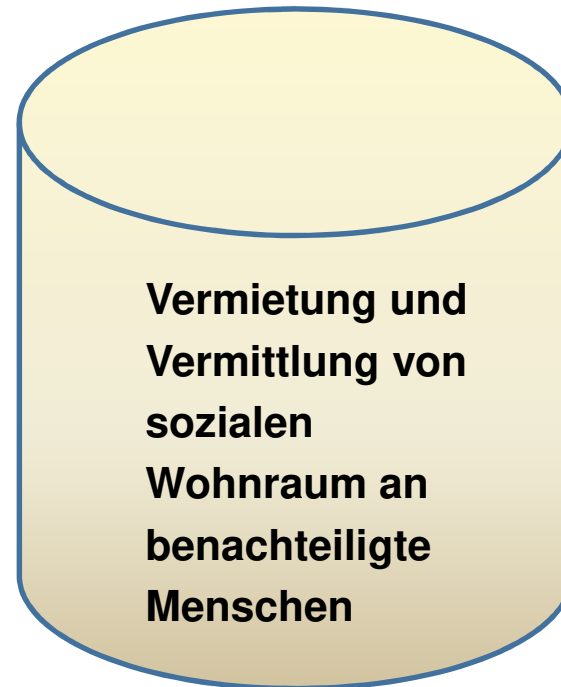 Vermietung und
Vermittlung von
sozialen
Wohnraum an
benachteiligte
Menschen